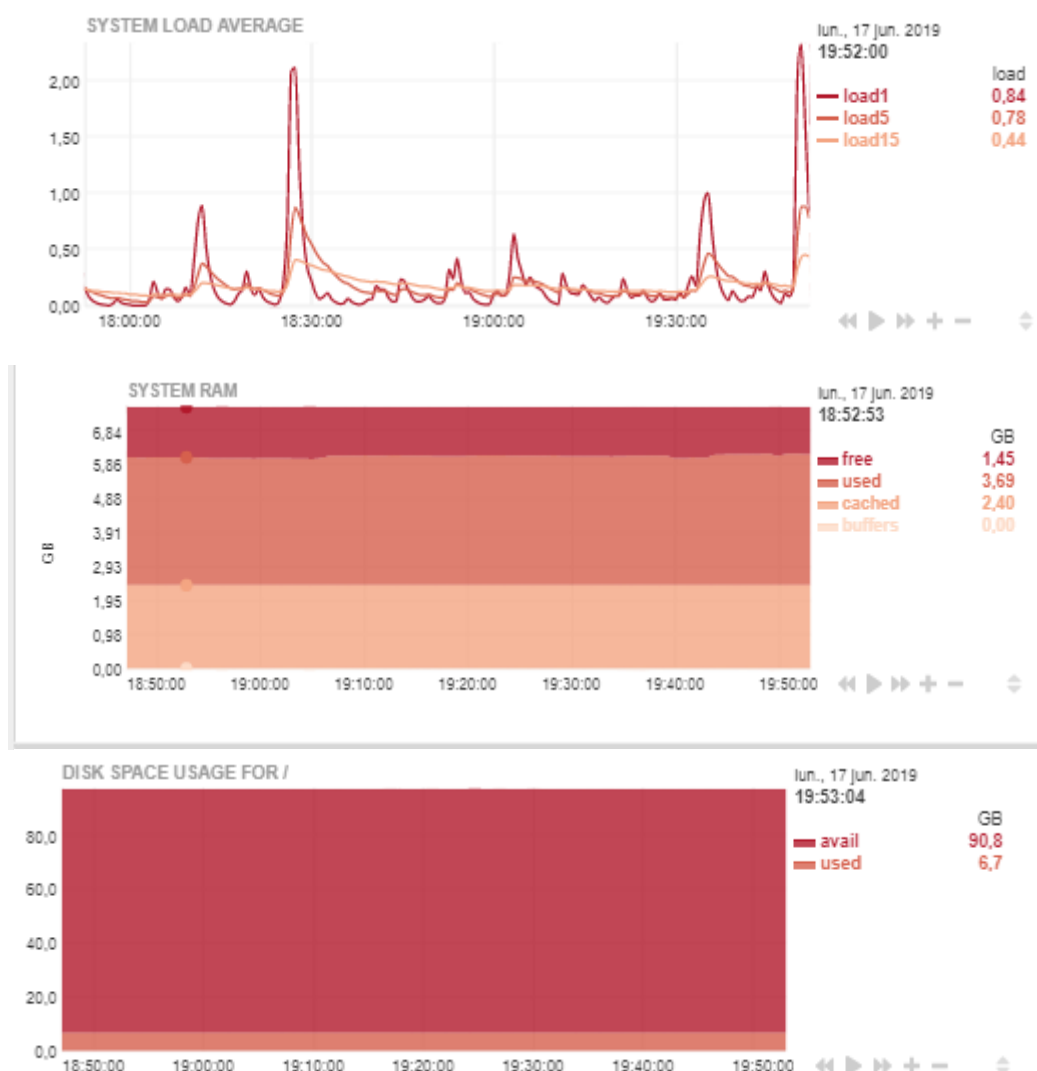 SYSTEM LOAD AVERAGE
lun., 17 jun. 2019
19:52:00
load
load1 0,84
load5 0,78
load15 0,44
2,00
1,50
1,00
0,50
0,00
18:00:00 18:30:00 19:00:00 19:30:00
SYSTEM RAM
lun., 17 jun. 2019
18:52:53
GB
free 1,45
used 3,69
cached 2,40
buffers 0,00
GB
6,84
5,86
4,88
3,91
2,93
1,95
0,98
0,00
18:50:00 19:00:00 19:10:00 19:20:00 19:30:00 19:40:00 19:50:00
DISK SPACE USAGE FOR /
lun., 17 jun. 2019
19:53:04
GB
avail 90,8
used 6,7
80,0
60,0
40,0
20,0
0,0
18:50:00 19:00:00 19:10:00 19:20:00 19:30:00 19:40:00 19:50:00